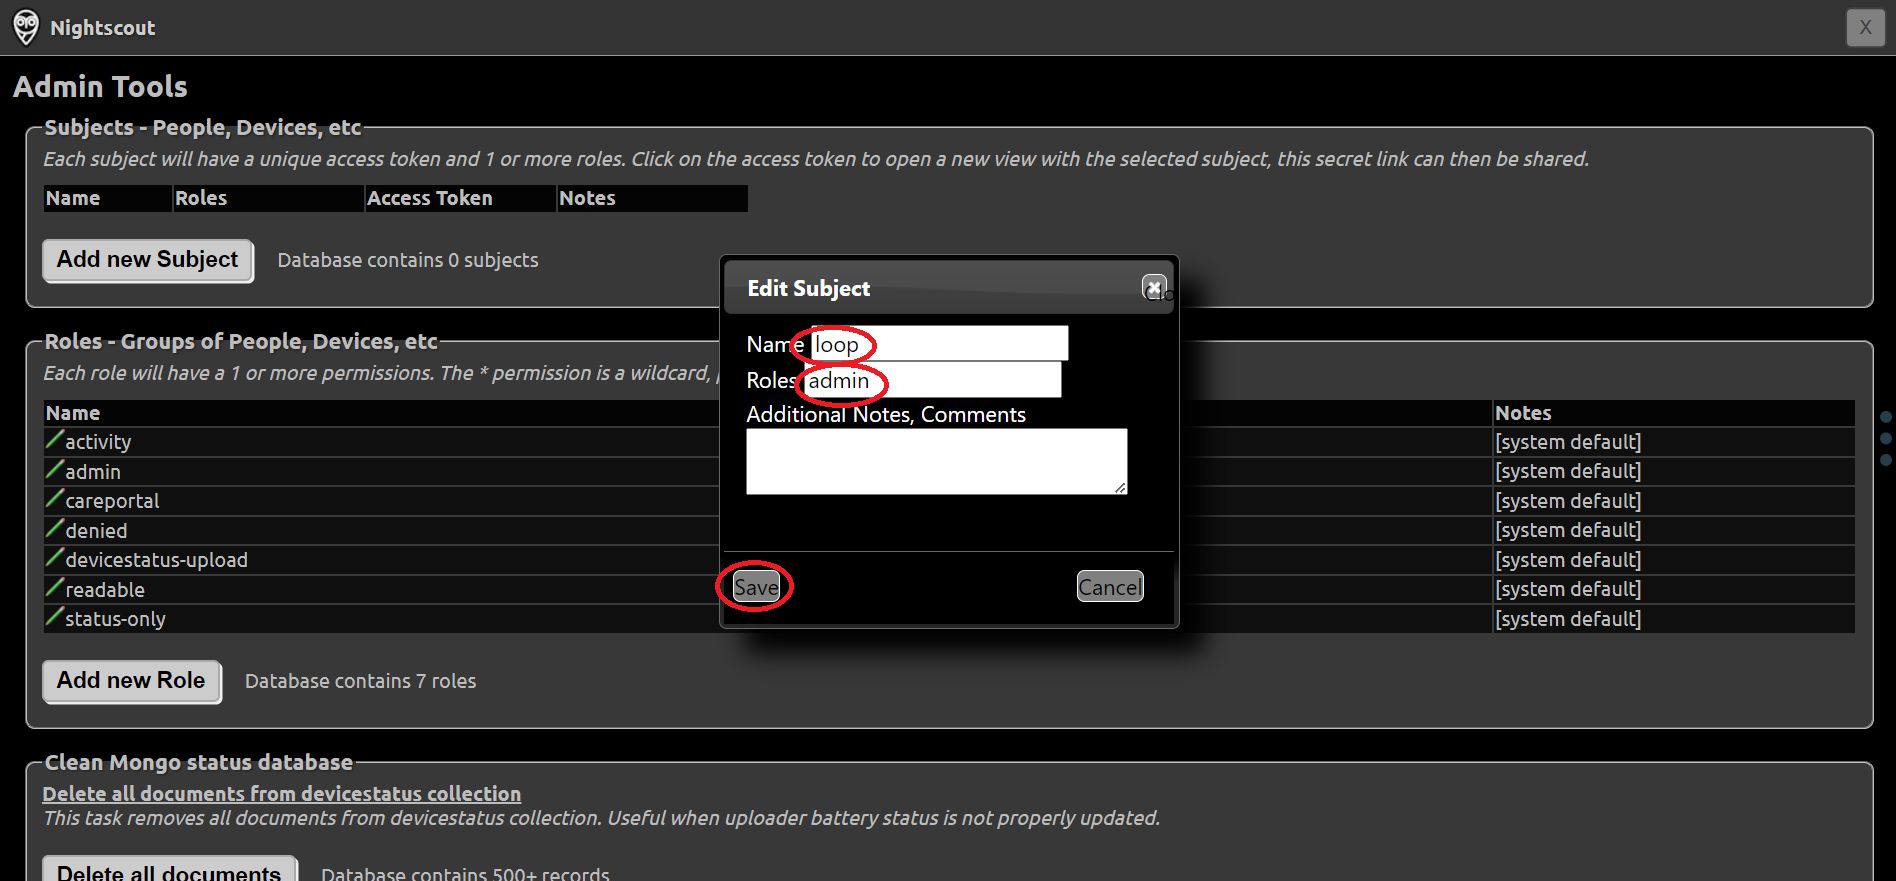 Nightscout
X
Admin Tools
Subjects - People, Devices, etc
Each subject will have a unique access token and 1 or more roles. Click on the access token to open a new view with the selected subject, this secret link can then be shared.
Name Roles Access Token Notes
Add new Subject Database contains 0 subjects
Edit Subject
Name loop
Roles admin
Additional Notes, Comments
Save Cancel
Roles - Groups of People, Devices, etc
Each role will have a 1 or more permissions. The * permission is a wildcard,
Name Notes
activity [system default]
admin [system default]
careportal [system default]
denied [system default]
devicestatus-upload [system default]
readable [system default]
status-only [system default]
Add new Role Database contains 7 roles
Clean Mongo status database
Delete all documents from devicestatus collection
This task removes all documents from devicestatus collection. Useful when uploader battery status is not properly updated.
Delete all documents Database contains 500+ records